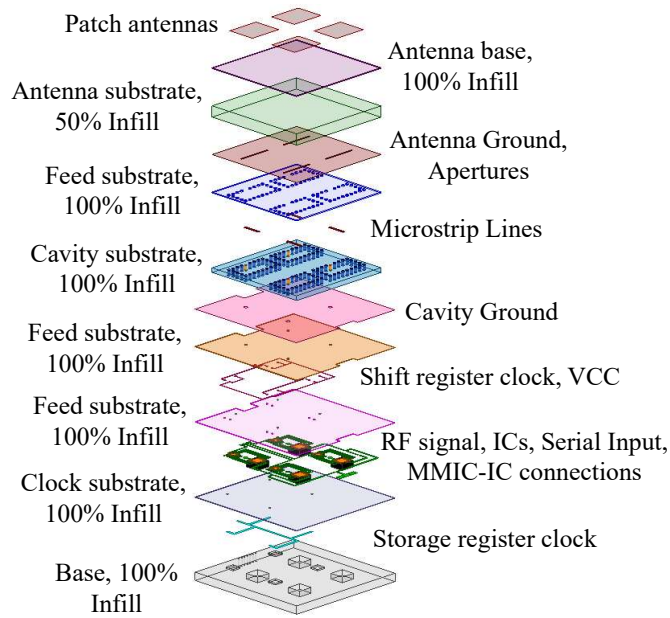 Patch antennas
Antenna base,
100% Infill
Antenna substrate,
50% Infill
Antenna Ground,
Apertures
Feed substrate,
100% Infill
Microstrip Lines
Cavity substrate,
100% Infill
Cavity Ground
Feed substrate,
100% Infill
Shift register clock, VCC
Feed substrate,
100% Infill
RF signal, ICs, Serial Input,
MMIC-IC connections
Clock substrate,
100% Infill
Storage register clock
Base, 100%
Infill